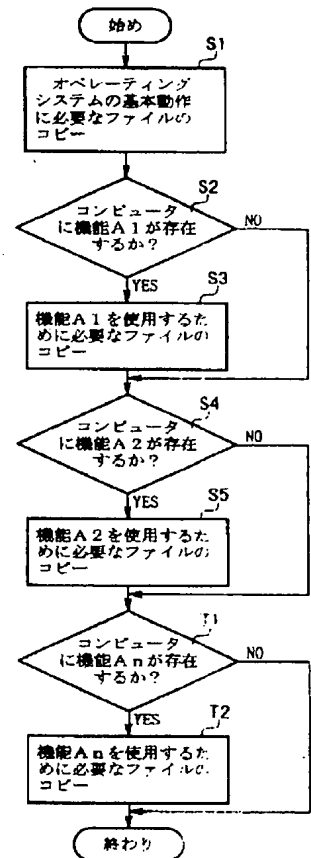 始め
S1
オペレーティング
システムの基本動作
に必要なファイルの
コピー
S2
コンピュータ
に機能A1が存在
するか?
NO
YES
S3
機能A1を使用するた
めに必要なファイルの
コピー
S4
コンピュータ
に機能A2が存在
するか?
NO
YES
S5
機能A2を使用するた
めに必要なファイルの
コピー
T1
コンピュータ
に機能Anが存在
するか?
NO
YES
T2
機能Anを使用するた
めに必要なファイルの
コピー
終わり